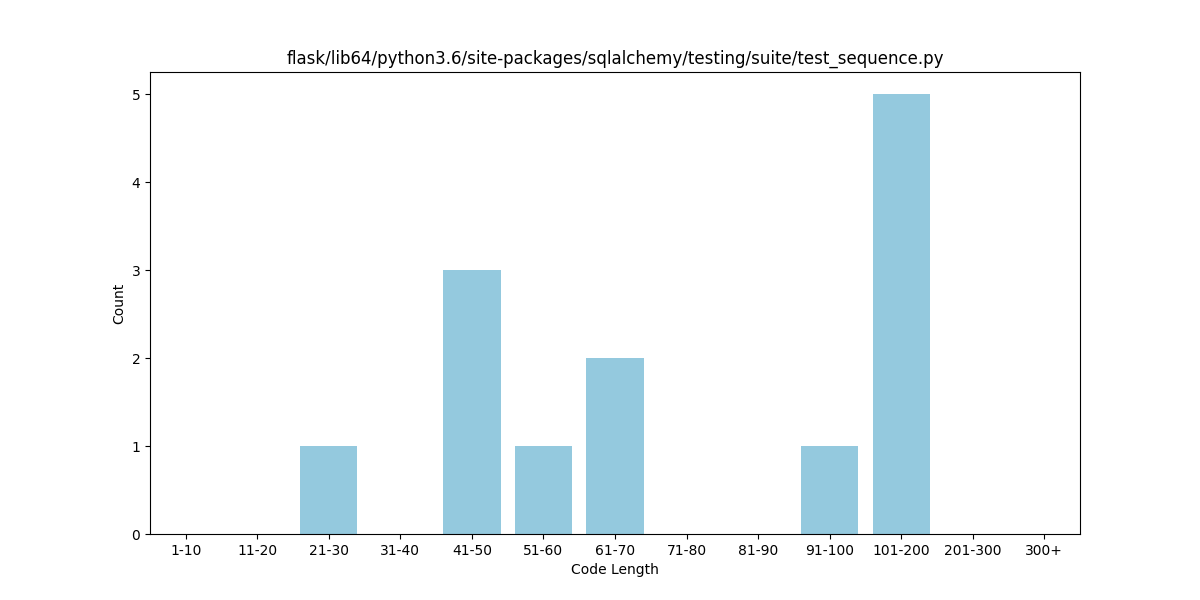 flask/lib64/python3.6/site-packages/sqlalchemy/testing/suite/test_sequence.py
5
4
3
2
1
0
Count
1-10 11-20 21-30 31-40 41-50 51-60 61-70 71-80 81-90 91-100 101-200 201-300 300+
Code Length